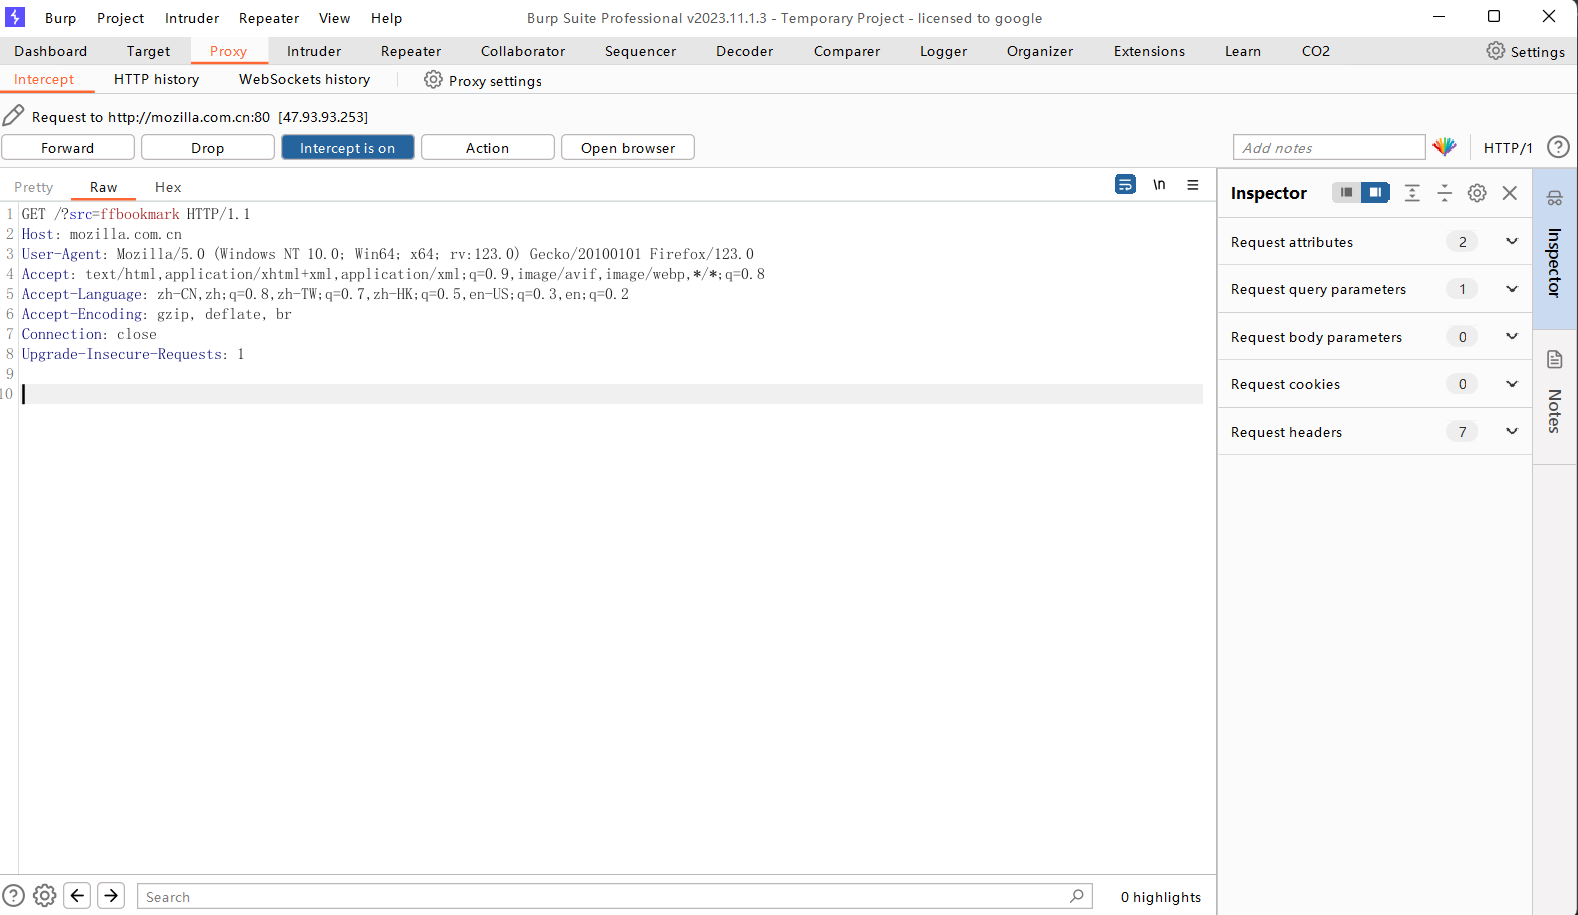 Burp Project Intruder Repeater View Help Burp Suite Professional v2023.11.1.3 - Temporary Project - licensed to google
Dashboard Target Proxy Intruder Repeater Collaborator Sequencer Decoder Comparer Logger Organizer Extensions Learn CO2 Settings
Intercept HTTP history WebSockets history Proxy settings
Request to http://mozilla.com.cn:80 [47.93.93.253]
Forward Drop Intercept is on Action Open browser Add notes HTTP/1 ?
Pretty Raw Hex \n
1 GET /?src=ffbookmark HTTP/1.1
2 Host: mozilla.com.cn
3 User-Agent: Mozilla/5.0 (Windows NT 10.0; Win64; x64; rv:123.0) Gecko/20100101 Firefox/123.0
4 Accept: text/html,application/xhtml+xml,application/xml;q=0.9,image/avif,image/webp,*/*;q=0.8
5 Accept-Language: zh-CN,zh;q=0.8,zh-TW;q=0.7,zh-HK;q=0.5,en-US;q=0.3,en;q=0.2
6 Accept-Encoding: gzip, deflate, br
7 Connection: close
8 Upgrade-Insecure-Requests: 1
9
10
Inspector
Request attributes 2
Request query parameters 1
Request body parameters 0
Request cookies 0
Request headers 7
Inspector
Notes
? Search 0 highlights